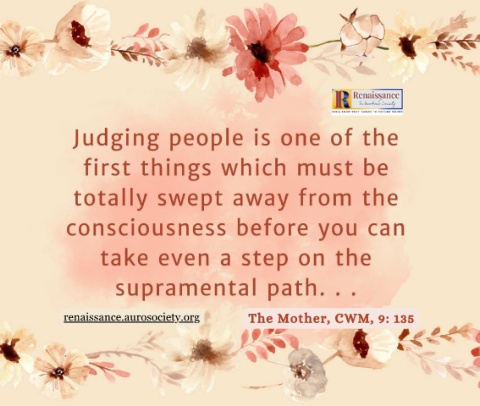 Renaissance
Judging people is one of the
first things which must be
totally swept away from the
consciousness before you can
take even a step on the
supramental path. . .
renaissance.aurosociety.org
The Mother, CWM, 9: 135